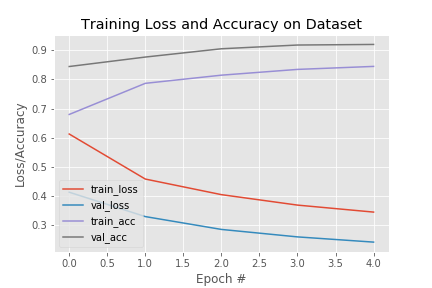 Training Loss and Accuracy on Dataset
0.9
0.8
0.7
0.6
0.5
0.4
0.3
Loss/Accuracy
train_loss
val_loss
train_acc
val_acc
0.0 0.5 1.0 1.5 2.0 2.5 3.0 3.5 4.0
Epoch #